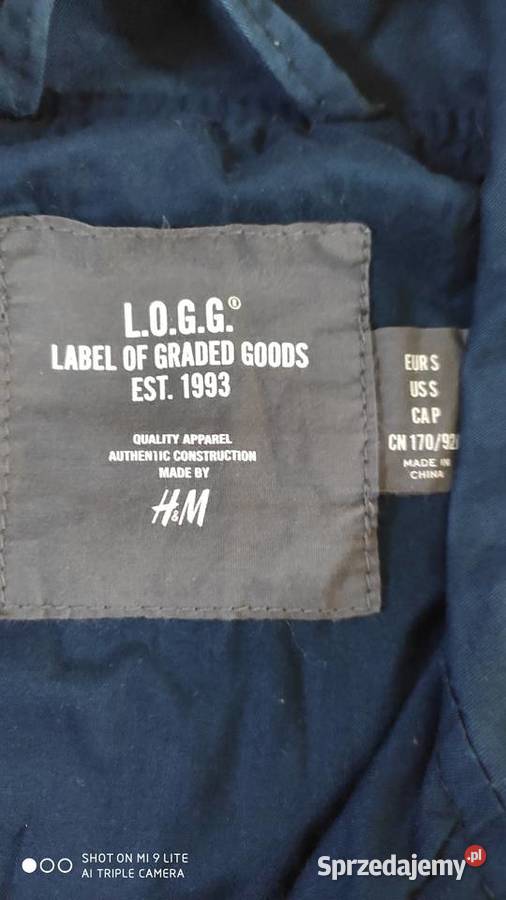 L.O.G.G.®
LABEL OF GRADED GOODS
EST. 1993
QUALITY APPAREL
AUTHENTIC CONSTRUCTION
MADE BY
H&M
EUR S
US S
CA P
CN 170/92
MADE IN
CHINA
SHOT ON MI 9 LITE
AI TRIPLE CAMERA
Sprzedajemy.pl